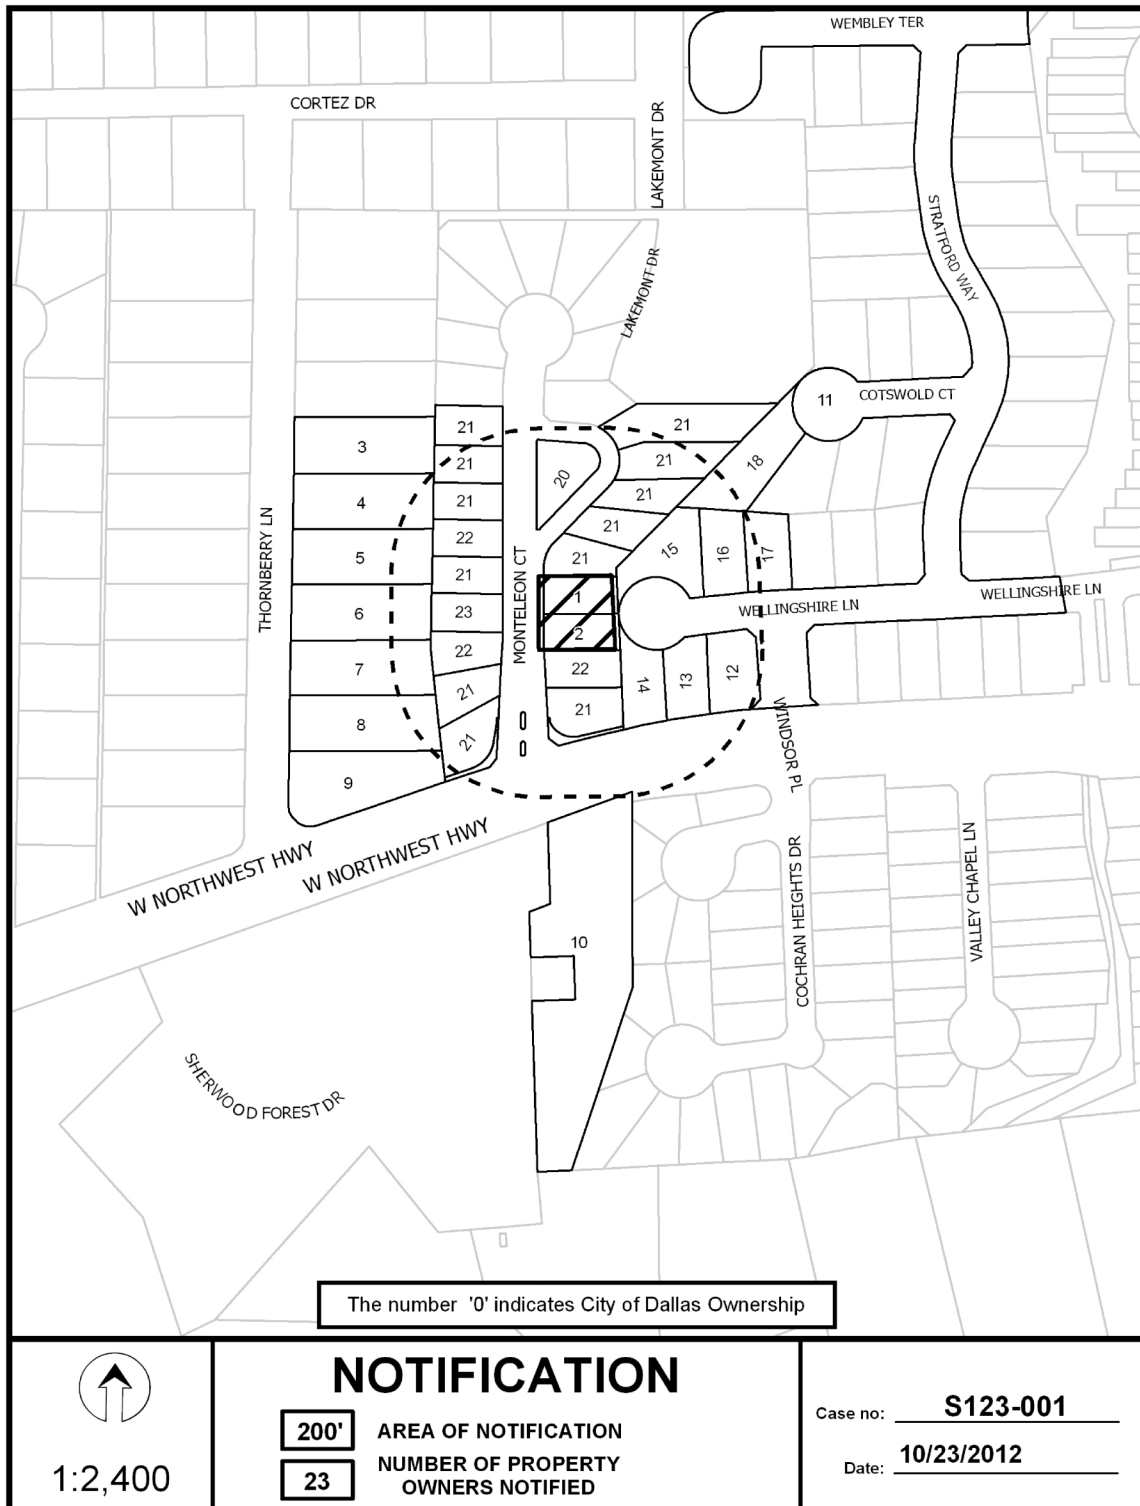 WEMBLEY TER
CORTEZ DR
LAKEMONT DR
STRATFORD WAY
LAKEMONT DR
11
COTSWOLD CT
21
21
3
21
18
21
20
21
4
21
21
THORNBERRY LN
22
MONTELEON CT
21
15
16
17
5
21
21
1
WELLINGSHIRE LN
WELLINGSHIRE LN
6
23
2
7
22
22
14
13
12
21
8
21
21
WINDSOR PL
9
W NORTHWEST HWY
W NORTHWEST HWY
COCHRAN HEIGHTS DR
VALLEY CHAPEL LN
10
SHERWOOD FOREST DR
The number '0' indicates City of Dallas Ownership
1:2,400
NOTIFICATION
200' AREA OF NOTIFICATION
23 NUMBER OF PROPERTY
OWNERS NOTIFIED
Case no: S123-001
Date: 10/23/2012